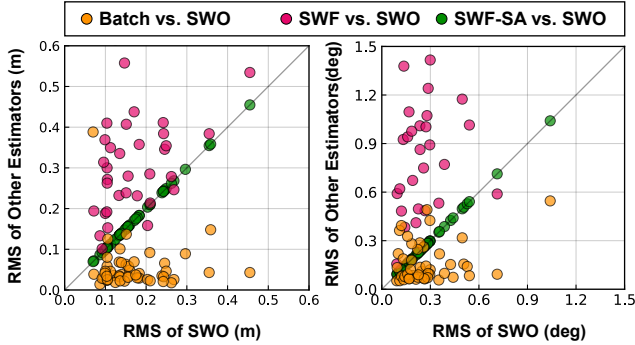 Batch vs. SWO SWF vs. SWO SWF-SA vs. SWO
RMS of Other Estimators (m)
0.6
0.5
0.4
0.3
0.2
0.1
0.0
0.0 0.1 0.2 0.3 0.4 0.5 0.6
RMS of SWO (m)
RMS of Other Estimators(deg)
1.5
1.2
0.9
0.6
0.3
0.0
0.0 0.3 0.6 0.9 1.2 1.5
RMS of SWO (deg)